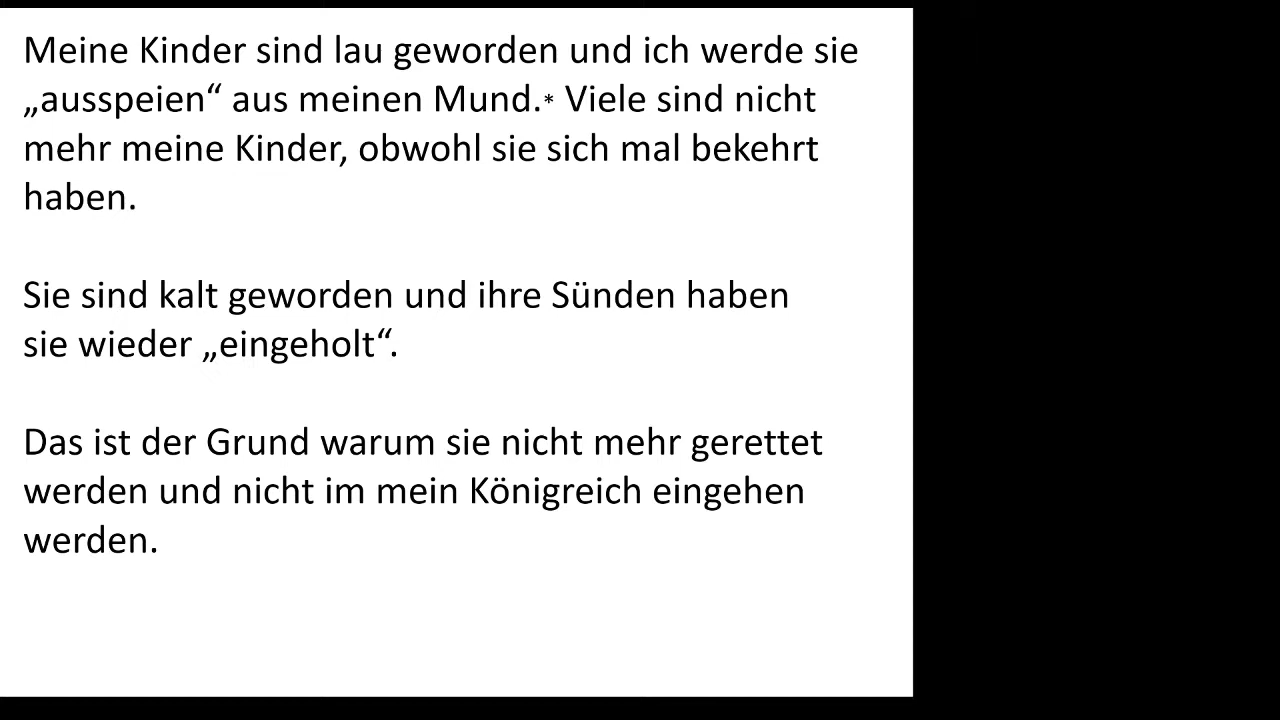 Meine Kinder sind lau geworden und ich werde sie
„ausspeien“ aus meinen Mund.* Viele sind nicht
mehr meine Kinder, obwohl sie sich mal bekehrt
haben.
Sie sind kalt geworden und ihre Sünden haben
sie wieder „eingeholt“.
Das ist der Grund warum sie nicht mehr gerettet
werden und nicht im mein Königreich eingehen
werden.